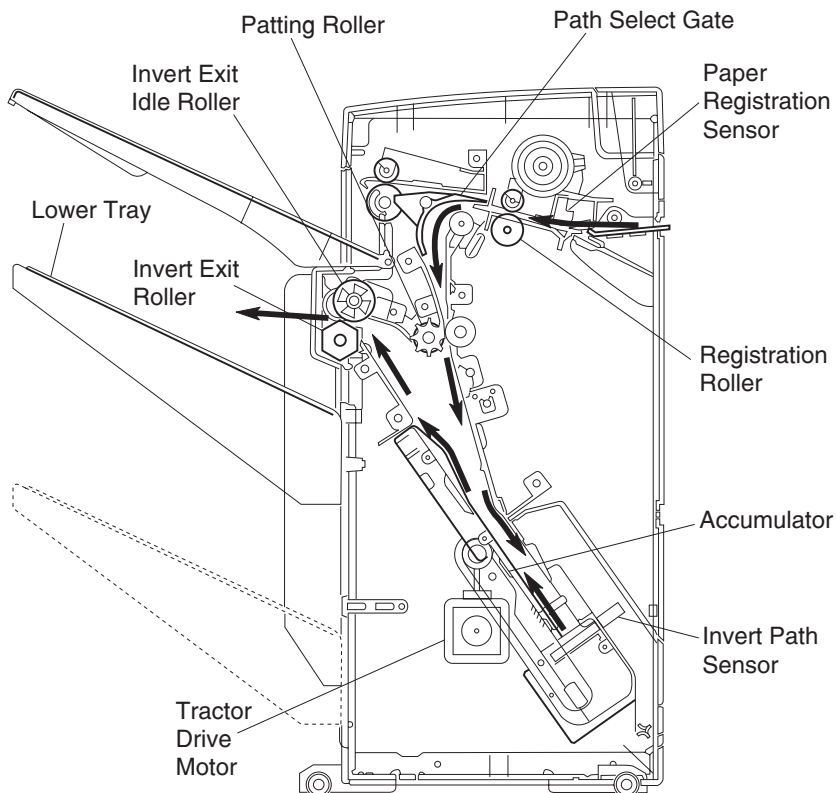 Patting Roller
Path Select Gate
Invert Exit
Idle Roller
Paper
Registration
Sensor
Lower Tray
Invert Exit
Roller
Registration
Roller
Accumulator
Invert Path
Sensor
Tractor
Drive
Motor